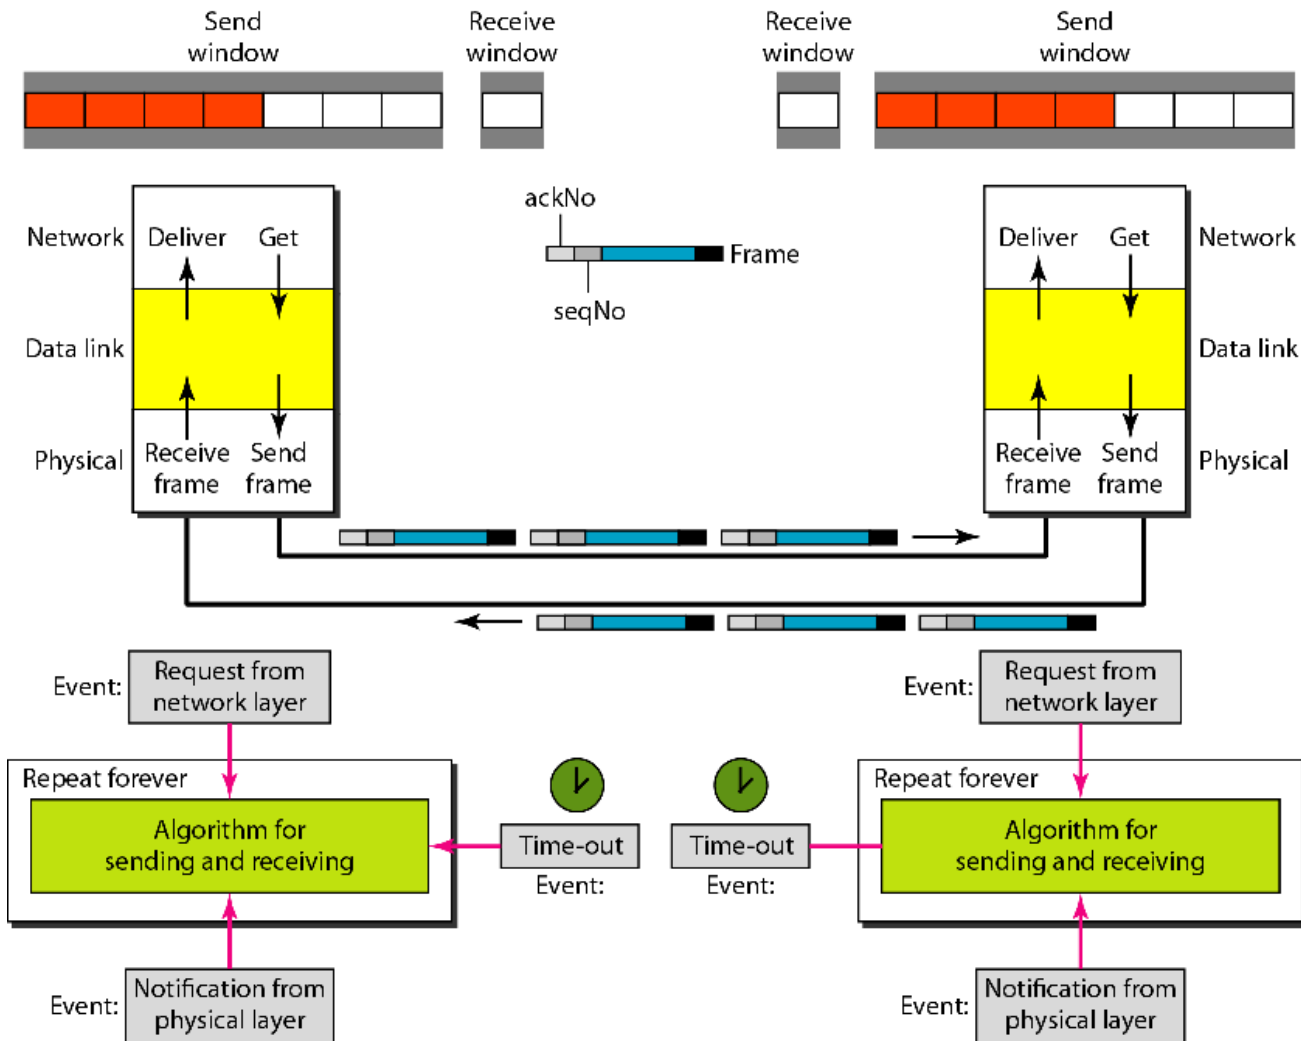 Send
window
Receive
window
Receive
window
Send
window
ackNo
Frame
seqNo
Network
Deliver
Get
Deliver
Get
Network
Data link
Data link
Physical
Receive
frame
Send
frame
Receive
frame
Send
frame
Physical
Event:
Request from
network layer
Event:
Request from
network layer
Repeat forever
Algorithm for
sending and receiving
Time-out
Event:
Time-out
Event:
Repeat forever
Algorithm for
sending and receiving
Event:
Notification from
physical layer
Event:
Notification from
physical layer